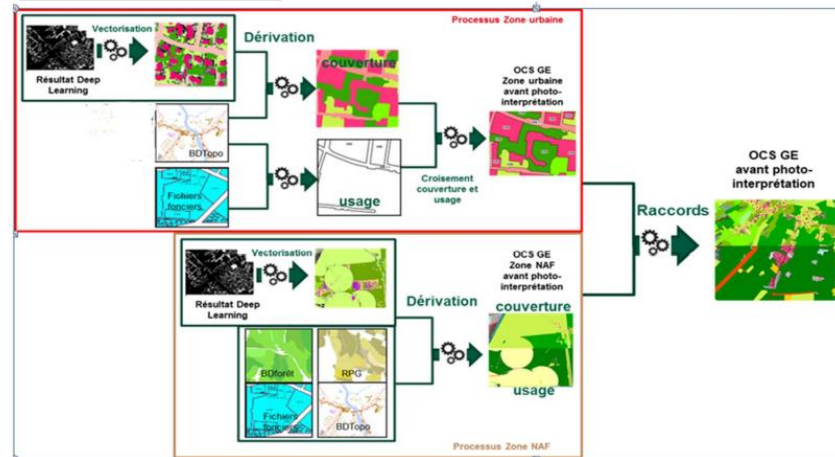 Processus Zone urbaine
Vectorisation
Résultat Deep
Learning
Dérivation
BDTopo
Fichiers
fonciers
couverture
usage
Croisement
couverture et
usage
OCS GE
Zone urbaine
avant photo-
interprétation
Vectorisation
Résultat Deep
Learning
BDforêt
RPG
Fichiers
fonciers
BDTopo
Dérivation
OCS GE
Zone NAF
avant photo-
interprétation
couverture
usage
Processus Zone NAF
Raccords
OCS GE
avant photo-
interprétation